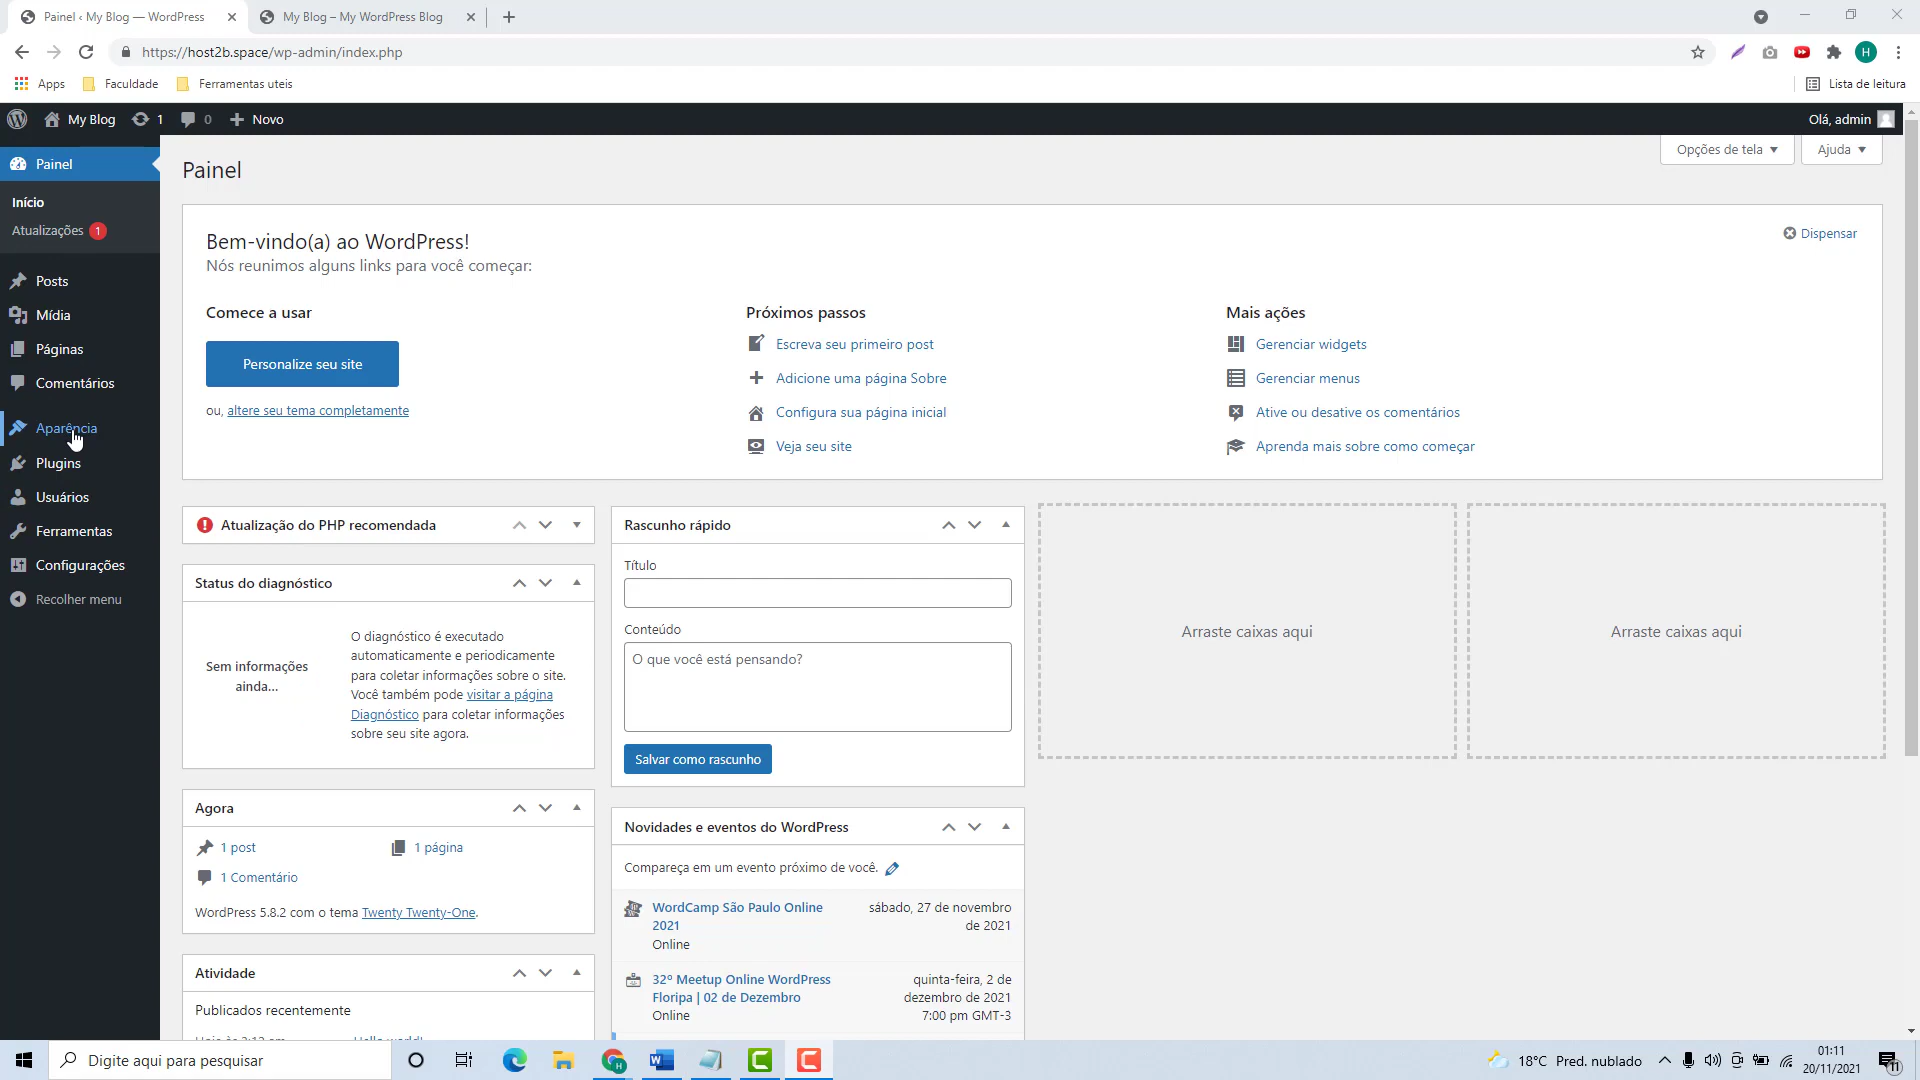 Painel ‹ My Blog — WordPress
My Blog – My WordPress Blog
https://host2b.space/wp-admin/index.php
H
Apps
Faculdade
Ferramentas uteis
Lista de leitura
My Blog
1
0
Novo
Olá, admin
Painel
Início
Atualizações 1
Posts
Mídia
Páginas
Comentários
Aparência
Plugins
Usuários
Ferramentas
Configurações
Recolher menu
Painel
Opções de tela
Ajuda
Bem-vindo(a) ao WordPress!
Nós reunimos alguns links para você começar:
Dispensar
Comece a usar
Personalize seu site
ou, altere seu tema completamente
Próximos passos
Escreva seu primeiro post
Adicione uma página Sobre
Configura sua página inicial
Veja seu site
Mais ações
Gerenciar widgets
Gerenciar menus
Ative ou desative os comentários
Aprenda mais sobre como começar
Atualização do PHP recomendada
Status do diagnóstico
Sem informações
ainda...
O diagnóstico é executado
automaticamente e periodicamente
para coletar informações sobre o site.
Você também pode visitar a página
Diagnóstico para coletar informações
sobre seu site agora.
Agora
1 post
1 página
1 Comentário
WordPress 5.8.2 com o tema Twenty Twenty-One.
Atividade
Publicados recentemente
Rascunho rápido
Título
Conteúdo
O que você está pensando?
Salvar como rascunho
Novidades e eventos do WordPress
Compareça em um evento próximo de você.
WordCamp São Paulo Online
2021
Online
sábado, 27 de novembro
de 2021
32º Meetup Online WordPress
Floripa | 02 de Dezembro
Online
quinta-feira, 2 de
dezembro de 2021
7:00 pm GMT-3
Arraste caixas aqui
Arraste caixas aqui
Digite aqui para pesquisar
18°C Pred. nublado
01:11
20/11/2021
11